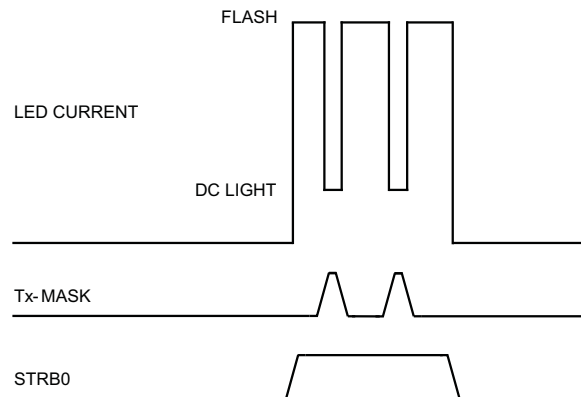 FLASH
LED CURRENT
DC LIGHT
Tx-MASK
STRB0